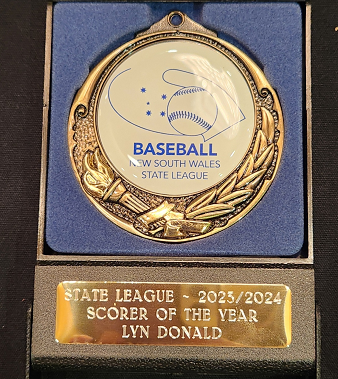 BASEBALL
NEW SOUTH WALES
STATE LEAGUE
STATE LEAGUE ~ 2023/2024
SCORER OF THE YEAR
LYN DONALD